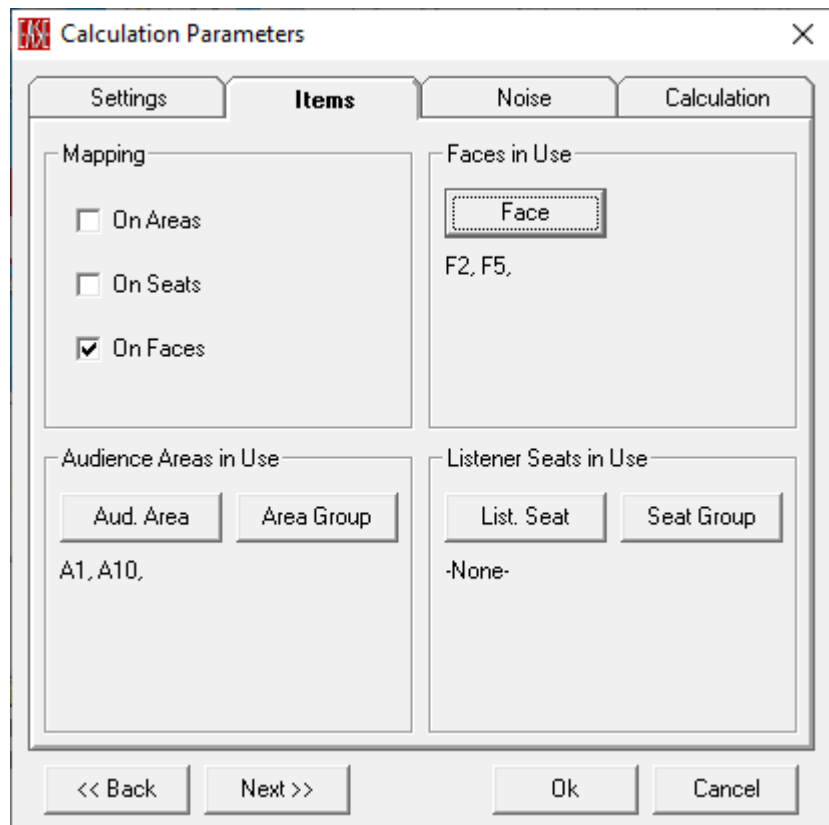 EASE Calculation Parameters
Settings Items Noise Calculation
Mapping
On Areas
On Seats
On Faces
Faces in Use
Face
F2, F5,
Audience Areas in Use
Aud. Area Area Group
A1, A10,
Listener Seats in Use
List. Seat Seat Group
-None-
<< Back Next >> Ok Cancel